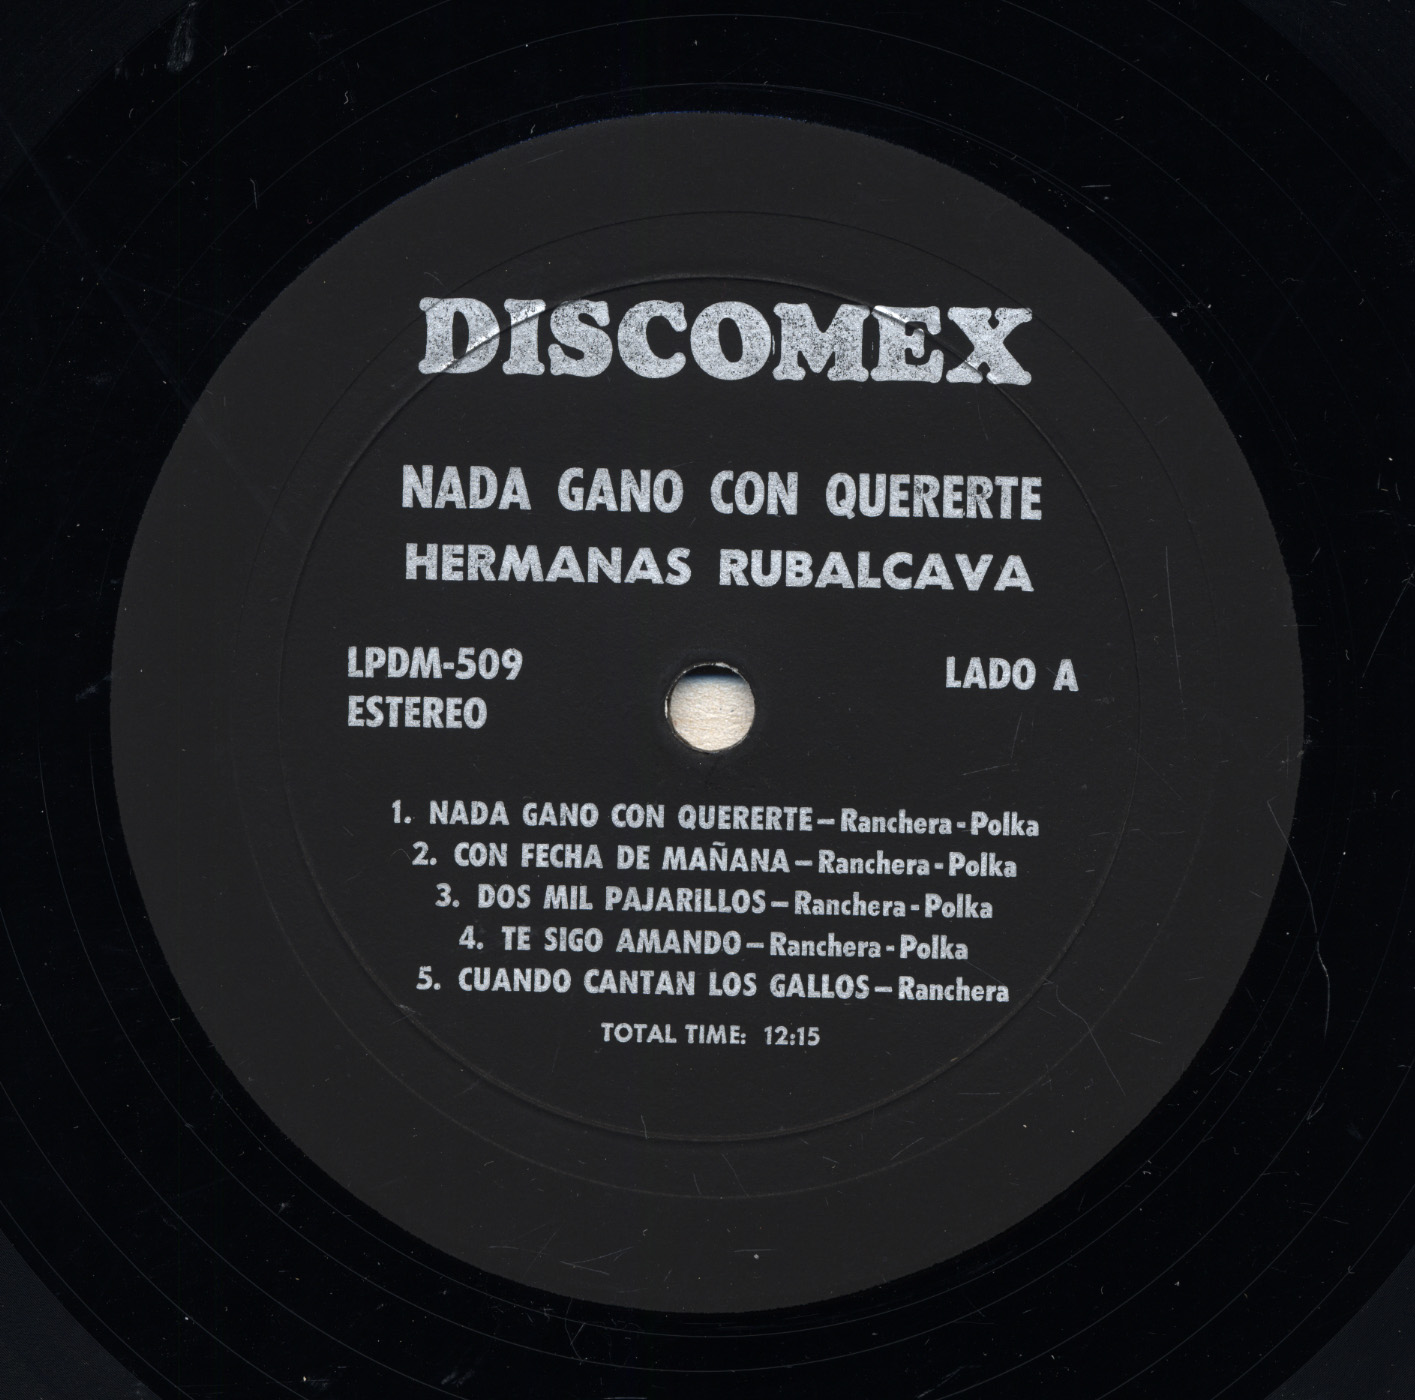 DISCOMEX
NADA GANO CON QUERERTE
HERMANAS RUBALCAVA
LPDM-509
ESTEREO
LADO A
1. NADA GANO CON QUERERTE—Ranchera-Polka
2. CON FECHA DE MAÑANA—Ranchera-Polka
3. DOS MIL PAJARILLOS—Ranchera-Polka
4. TE SIGO AMANDO—Ranchera-Polka
5. CUANDO CANTAN LOS GALLOS—Ranchera
TOTAL TIME: 12:15